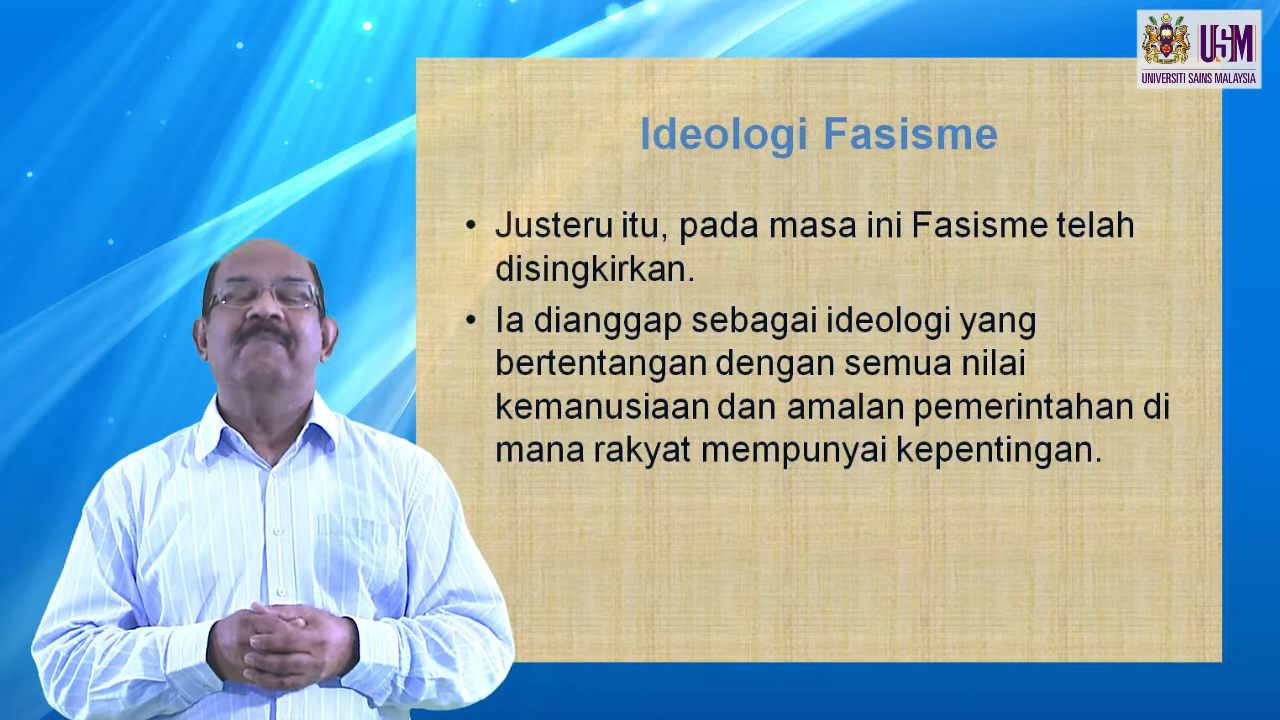 USM
UNIVERSITI SAINS MALAYSIA
Ideologi Fasisme
• Justeru itu, pada masa ini Fasisme telah
disingkirkan.
• Ia dianggap sebagai ideologi yang
bertentangan dengan semua nilai
kemanusiaan dan amalan pemerintahan di
mana rakyat mempunyai kepentingan.